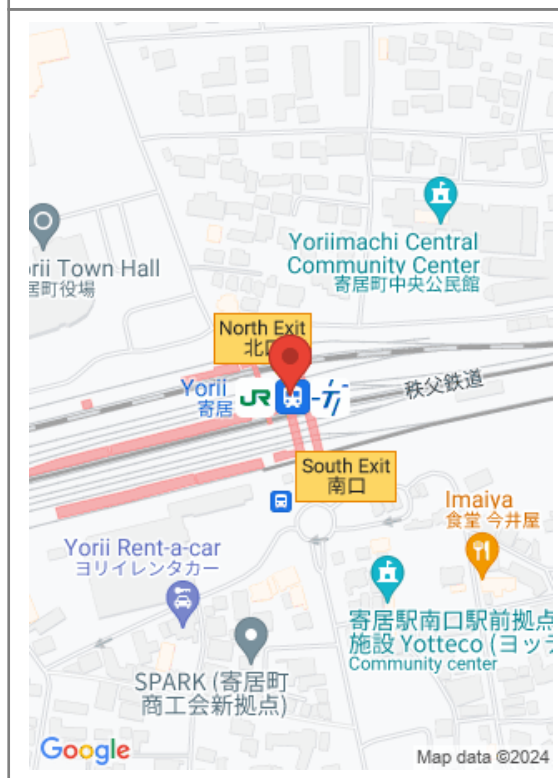 Yoriimachi Central
Community Center
寄居町中央公民館
Town Hall
居町役場
North Exit
Yorii
寄居
JR
秩父鉄道
South Exit
南口
Imaiya
食堂 今井屋
Yorii Rent-a-car
ヨリイレンタカー
寄居駅南口駅前拠点
施設 Yotteco (ヨッテ
Community center
SPARK (寄居町
商工会新拠点)
Google
Map data ©2024